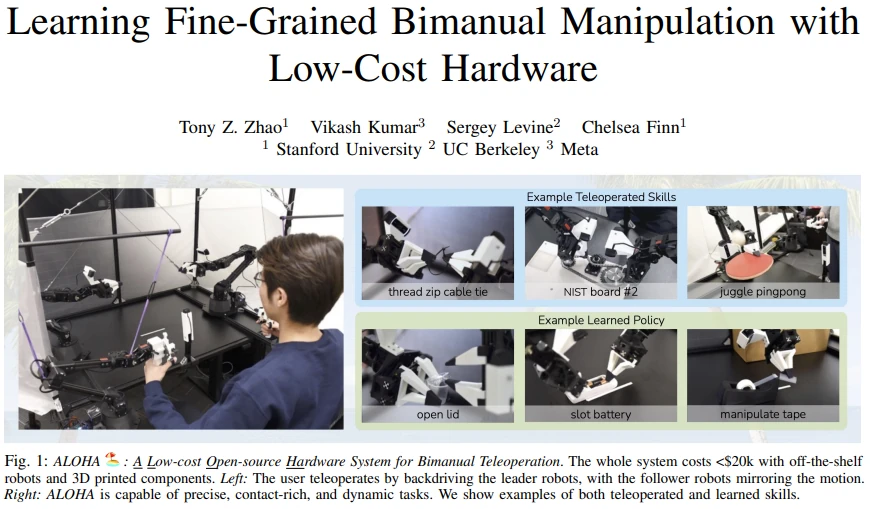 Learning Fine-Grained Bimanual Manipulation with
Low-Cost Hardware
Tony Z. Zhao1 Vikash Kumar3 Sergey Levine2 Chelsea Finn1
1 Stanford University 2 UC Berkeley 3 Meta
Example Teleoperated Skills
thread zip cable tie
NIST board #2
juggle pingpong
Example Learned Policy
open lid
slot battery
manipulate tape
Fig. 1: ALOHA 🏖️: A Low-cost Open-source Hardware System for Bimanual Teleoperation. The whole system costs <$20k with off-the-shelf
robots and 3D printed components. Left: The user teleoperates by backdriving the leader robots, with the follower robots mirroring the motion.
Right: ALOHA is capable of precise, contact-rich, and dynamic tasks. We show examples of both teleoperated and learned skills.